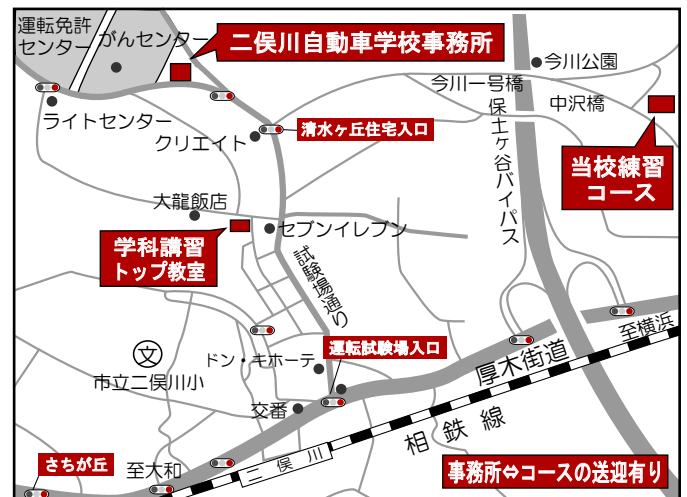 運転免許
センター
がんセンター
二俣川自動車学校事務所
今川公園
今川一号橋
中沢橋
ライトセンター
クリエイト
清水ヶ丘住宅入口
保土ヶ谷バイパス
当校練習
コース
大龍飯店
セブンイレブン
学科講習
トップ教室
試験場通り
至横浜
運転試験場入口
文
ドン・キホーテ
厚木街道
市立二俣川小
交番
相鉄線
さちが丘
至大和
二俣川
事務所⇔コースの送迎有り